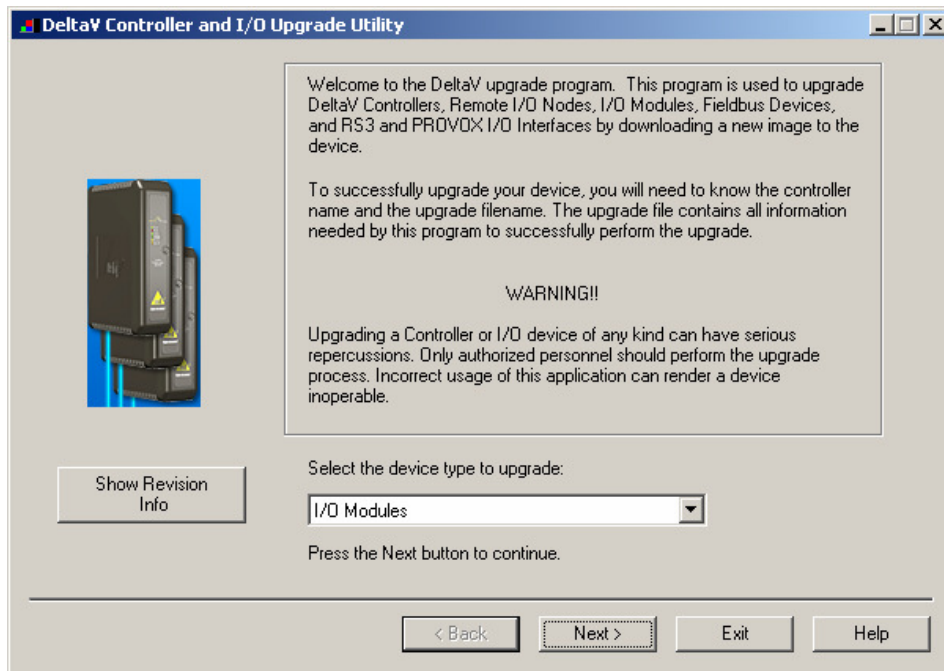 DeltaV Controller and I/O Upgrade Utility
Welcome to the DeltaV upgrade program.  This program is used to upgrade
DeltaV Controllers, Remote I/O Nodes, I/O Modules, Fieldbus Devices,
and RS3 and PROVOX I/O Interfaces by downloading a new image to the
device.
To successfully upgrade your device, you will need to know the controller
name and the upgrade filename. The upgrade file contains all information
needed by this program to successfully perform the upgrade.
WARNING!!
Upgrading a Controller or I/O device of any kind can have serious
repercussions. Only authorized personnel should perform the upgrade
process. Incorrect usage of this application can render a device
inoperable.
Show Revision
Info
Select the device type to upgrade:
I/O Modules
Press the Next button to continue.
< Back
Next >
Exit
Help